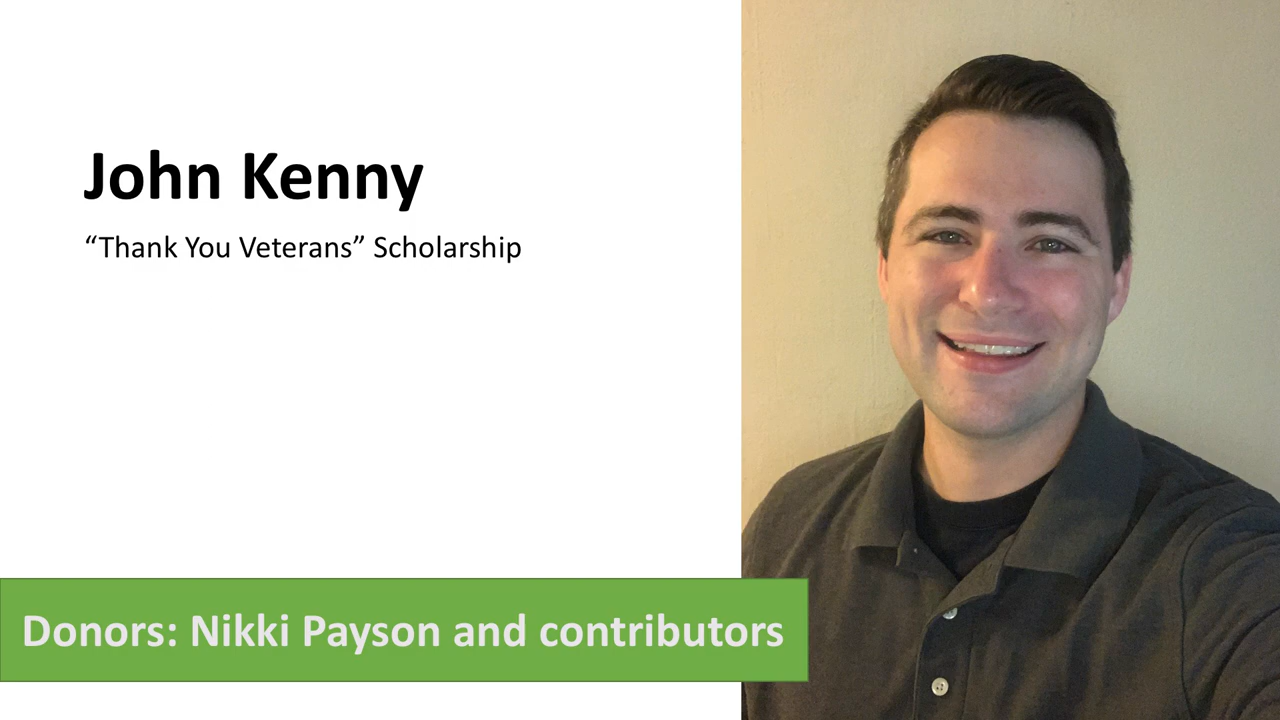 John Kenny
“Thank You Veterans” Scholarship
Donors: Nikki Payson and contributors